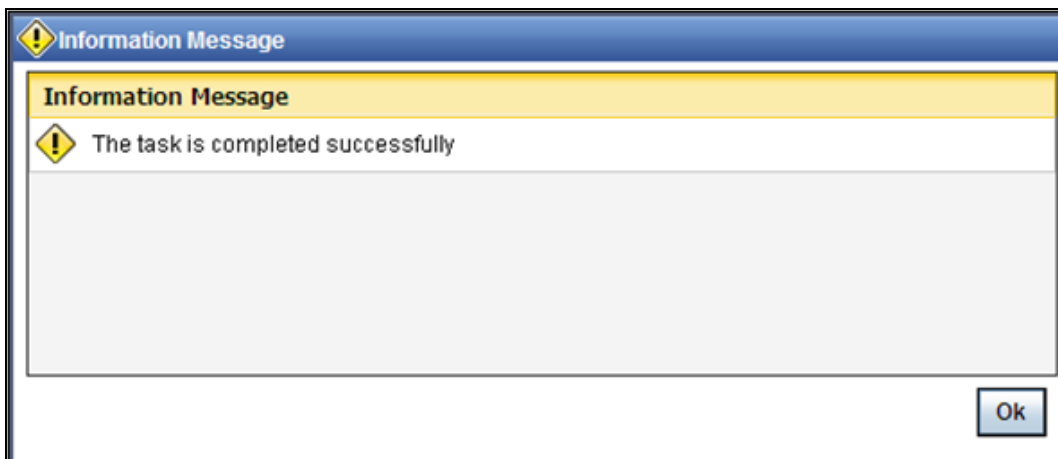 Information Message
Information Message
The task is completed successfully
Ok